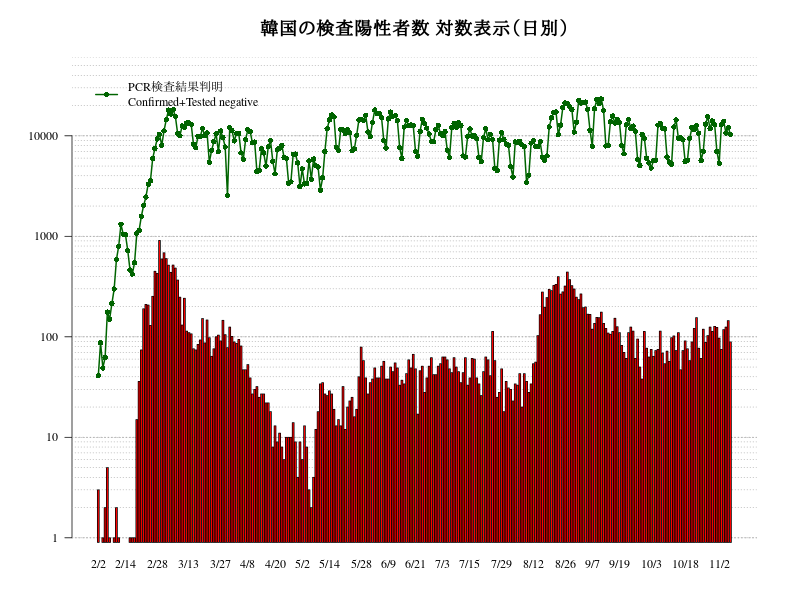 韓国の検査陽性者数 対数表示（日別）
PCR検査結果判明
Confirmed+Tested negative
10000
1000
100
10
1
2/2 2/14 2/28 3/13 3/27 4/8 4/20 5/2 5/14 5/28 6/9 6/21 7/3 7/15 7/29 8/12 8/26 9/7 9/19 10/3 10/18 11/2